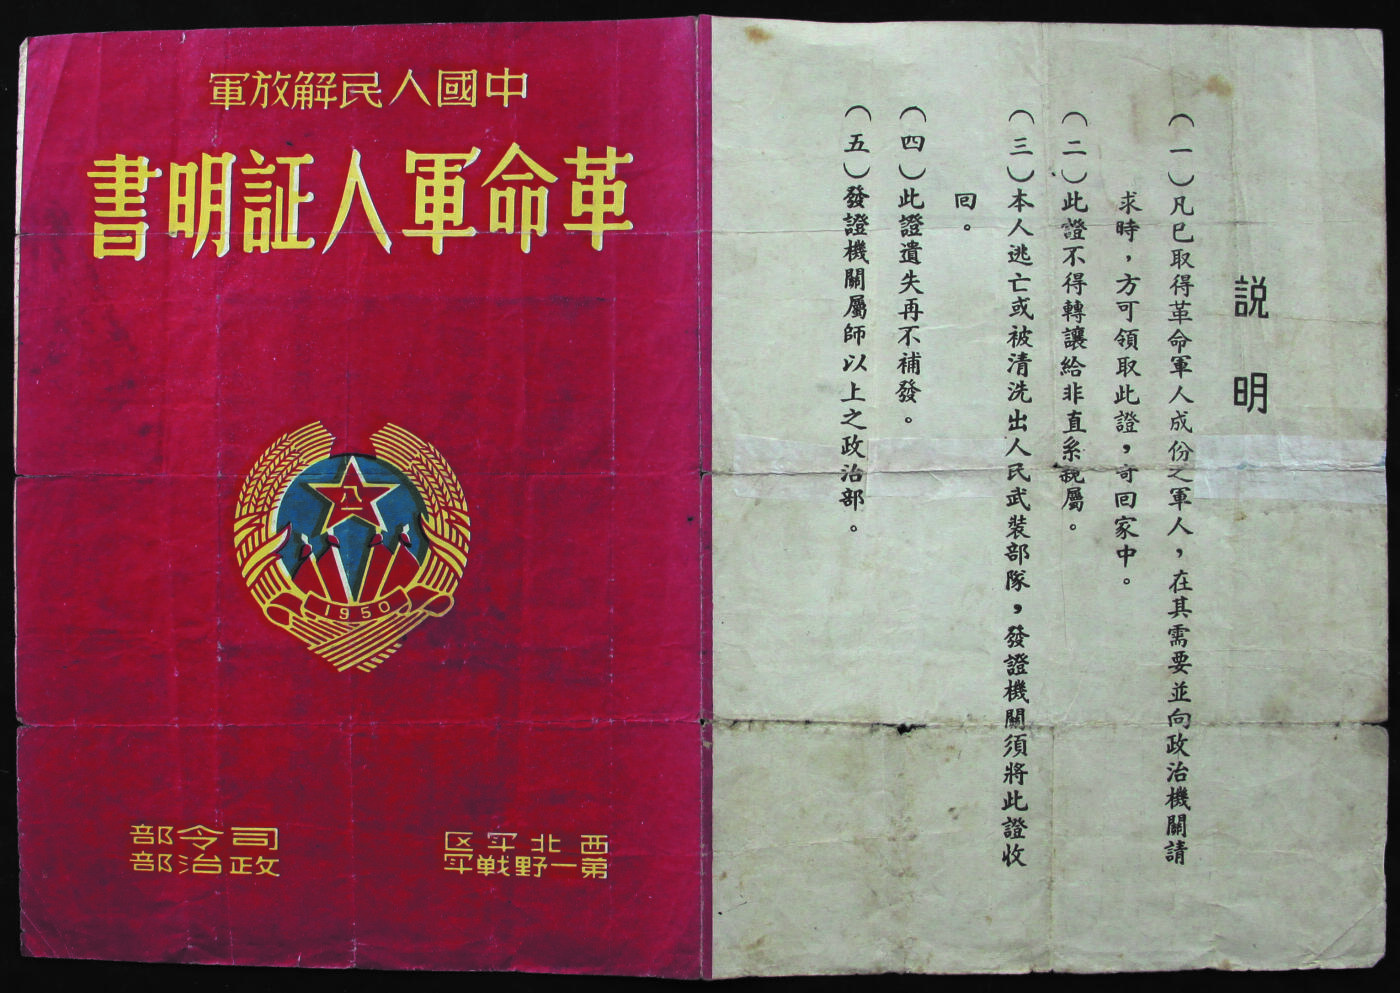 中國人民解放軍
革命軍人証明書
八一
1950
西北军区
第一野戦军
司令部
政治部
説明
（一）凡已取得革命軍人成份之軍人，在其需要並向政治機關請
求時，方可領取此證，寄回家中。
（二）此證不得轉讓給非直系親屬。
（三）本人逃亡或被清洗出人民武裝部隊，發證機關須將此證收
回。
（四）此證遺失再不補發。
（五）發證機關屬師以上之政治部。